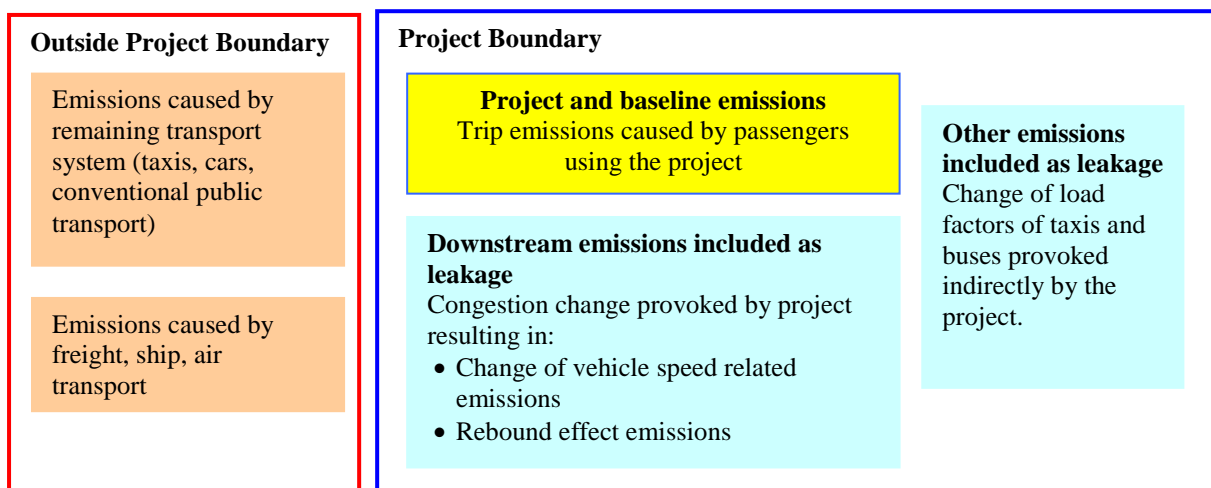 Outside Project Boundary
Emissions caused by
remaining transport
system (taxis, cars,
conventional public
transport)
Emissions caused by
freight, ship, air
transport
Project Boundary
Project and baseline emissions
Trip emissions caused by passengers
using the project
Downstream emissions included as
leakage
Congestion change provoked by project
resulting in:
• Change of vehicle speed related
emissions
• Rebound effect emissions
Other emissions
included as leakage
Change of load
factors of taxis and
buses provoked
indirectly by the
project.